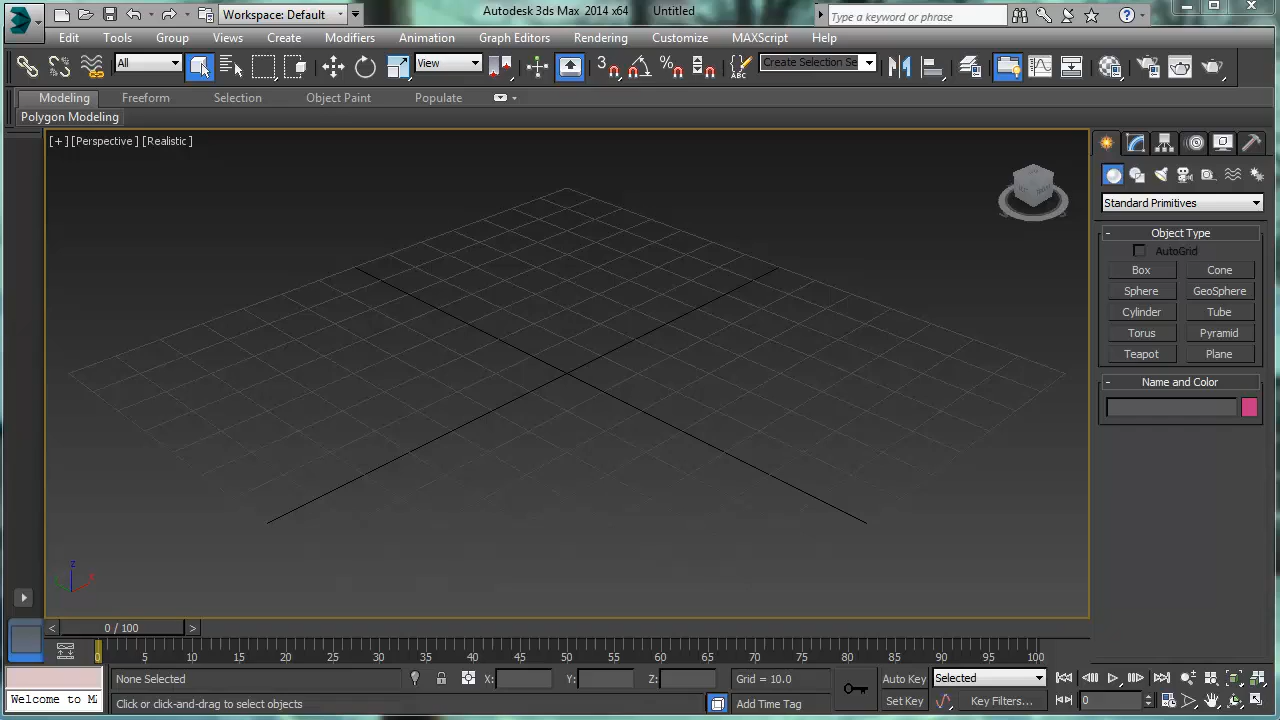 Workspace: Default
Autodesk 3ds Max 2014 x64 Untitled
Type a keyword or phrase
Edit Tools Group Views Create Modifiers Animation Graph Editors Rendering Customize MAXScript Help
All
View
3
Create Selection Se
Modeling Freeform Selection Object Paint Populate
Polygon Modeling
[+] [Perspective] [Realistic]
Standard Primitives
- Object Type
AutoGrid
Box Cone
Sphere GeoSphere
Cylinder Tube
Torus Pyramid
Teapot Plane
- Name and Color
z
x
< 0 / 100 >
0 5 10 15 20 25 30 35 40 45 50 55 60 65 70 75 80 85 90 95 100
None Selected X: Y: Z: Grid = 10.0 Auto Key Selected
Welcome to M
Click or click-and-drag to select objects Add Time Tag Set Key Key Filters... 0